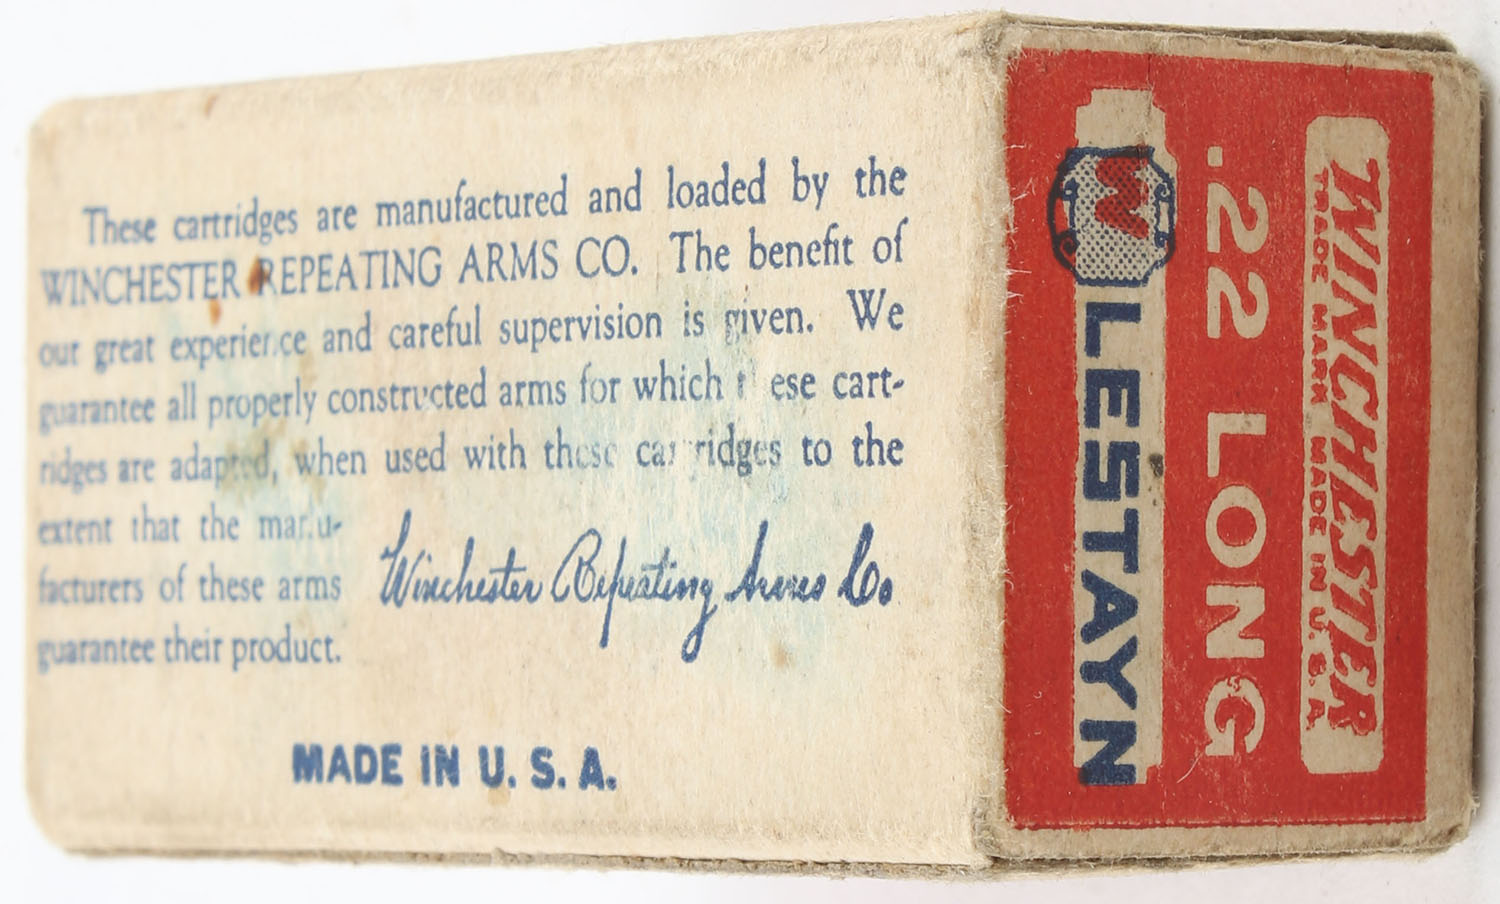 These cartridges are manufactured and loaded by the
WINCHESTER REPEATING ARMS CO. The benefit of
our great experience and careful supervision is given. We
guarantee all properly constructed arms for which these cart-
ridges are adapted, when used with these cartridges to the
extent that the manu-
facturers of these arms
guarantee their product.
Winchester Repeating Arms Co
MADE IN U. S. A.
WINCHESTER
TRADE MARK MADE IN U.S.A.
.22 LONG
W LESTAYN